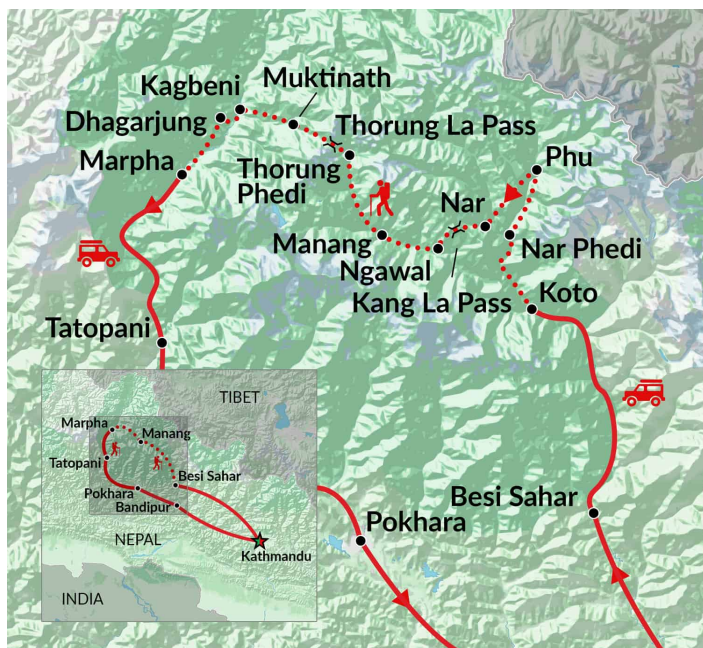 Kagbeni
Muktinath
Dhagarjung
Thorung La Pass
Marpha
Thorung
Phedi
Phu
Nar
Manang
Nar Phedi
Ngawal
Kang La Pass
Koto
Tatopani
Besi Sahar
Pokhara
TIBET
Marpha
Manang
Tatopani
Besi Sahar
Pokhara
Bandipur
NEPAL
Kathmandu
INDIA